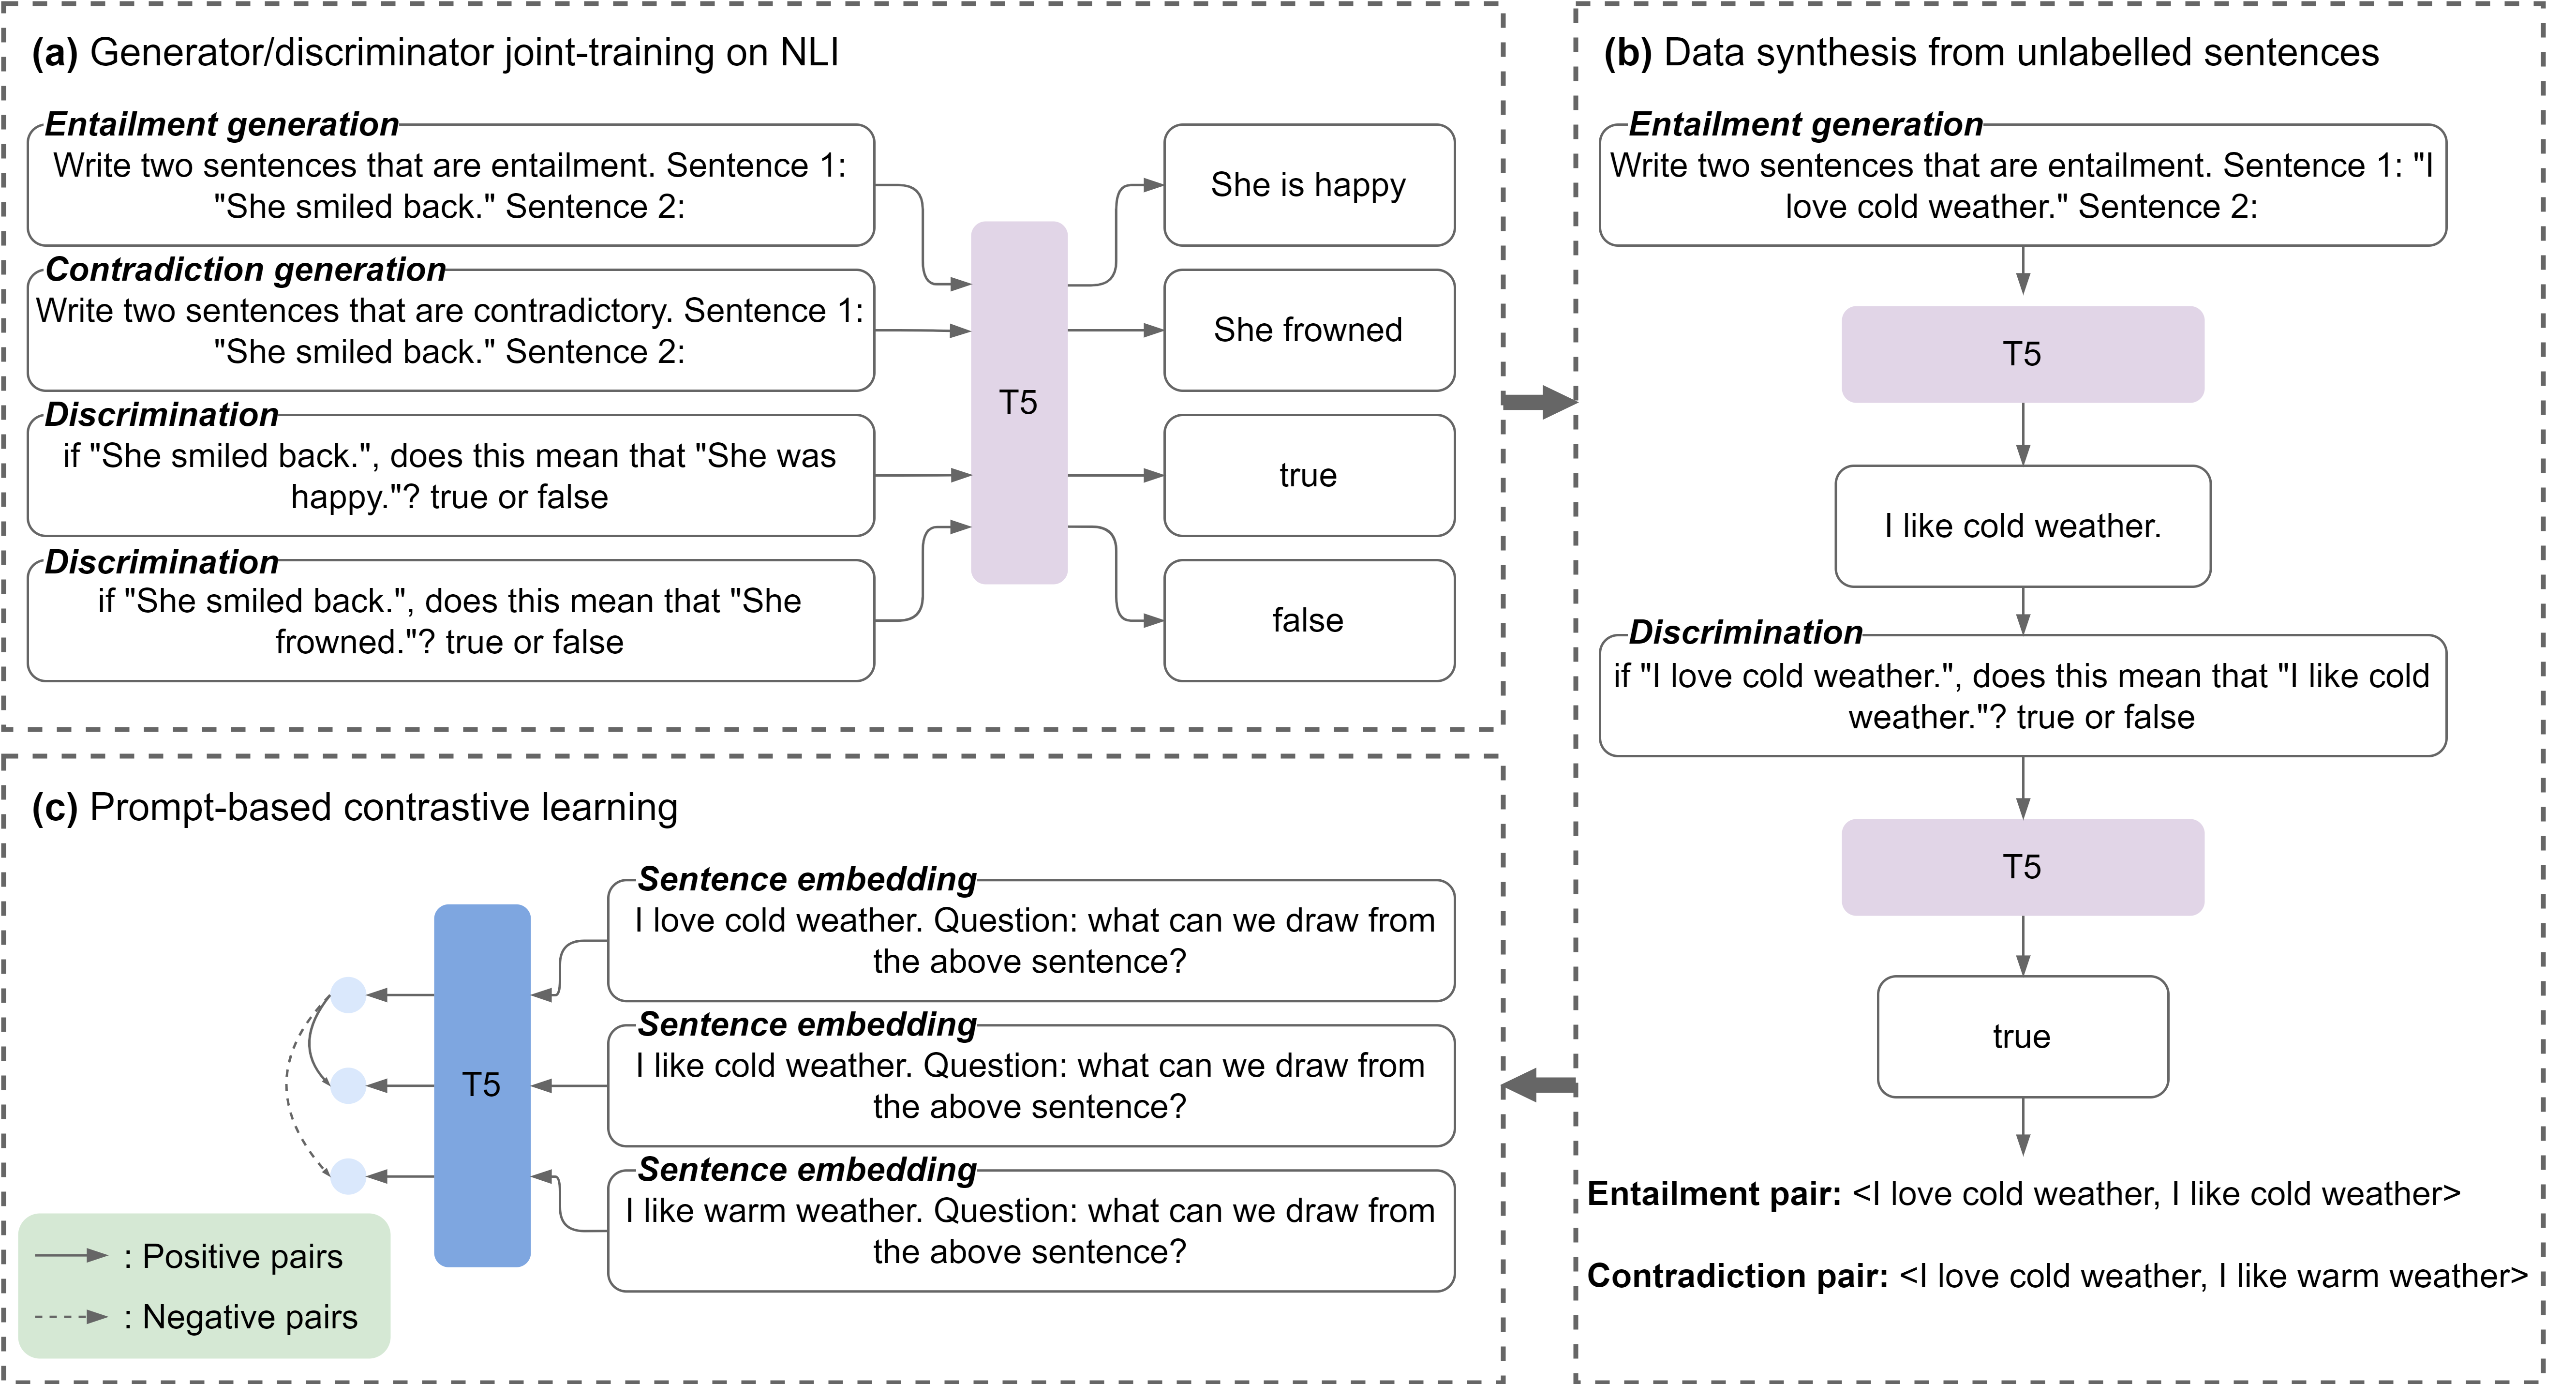 (a) Generator/discriminator joint-training on NLI
Entailment generation
Write two sentences that are entailment. Sentence 1:
"She smiled back." Sentence 2:
Contradiction generation
Write two sentences that are contradictory. Sentence 1:
"She smiled back." Sentence 2:
Discrimination
if "She smiled back.", does this mean that "She was
happy."? true or false
Discrimination
if "She smiled back.", does this mean that "She
frowned."? true or false
T5
She is happy
She frowned
true
false
(b) Data synthesis from unlabelled sentences
Entailment generation
Write two sentences that are entailment. Sentence 1: "I
love cold weather." Sentence 2:
T5
I like cold weather.
Discrimination
if "I love cold weather.", does this mean that "I like cold
weather."? true or false
T5
true
Entailment pair: <I love cold weather, I like cold weather>
Contradiction pair: <I love cold weather, I like warm weather>
(c) Prompt-based contrastive learning
Sentence embedding
I love cold weather. Question: what can we draw from
the above sentence?
Sentence embedding
I like cold weather. Question: what can we draw from
the above sentence?
Sentence embedding
I like warm weather. Question: what can we draw from
the above sentence?
T5
: Positive pairs
: Negative pairs